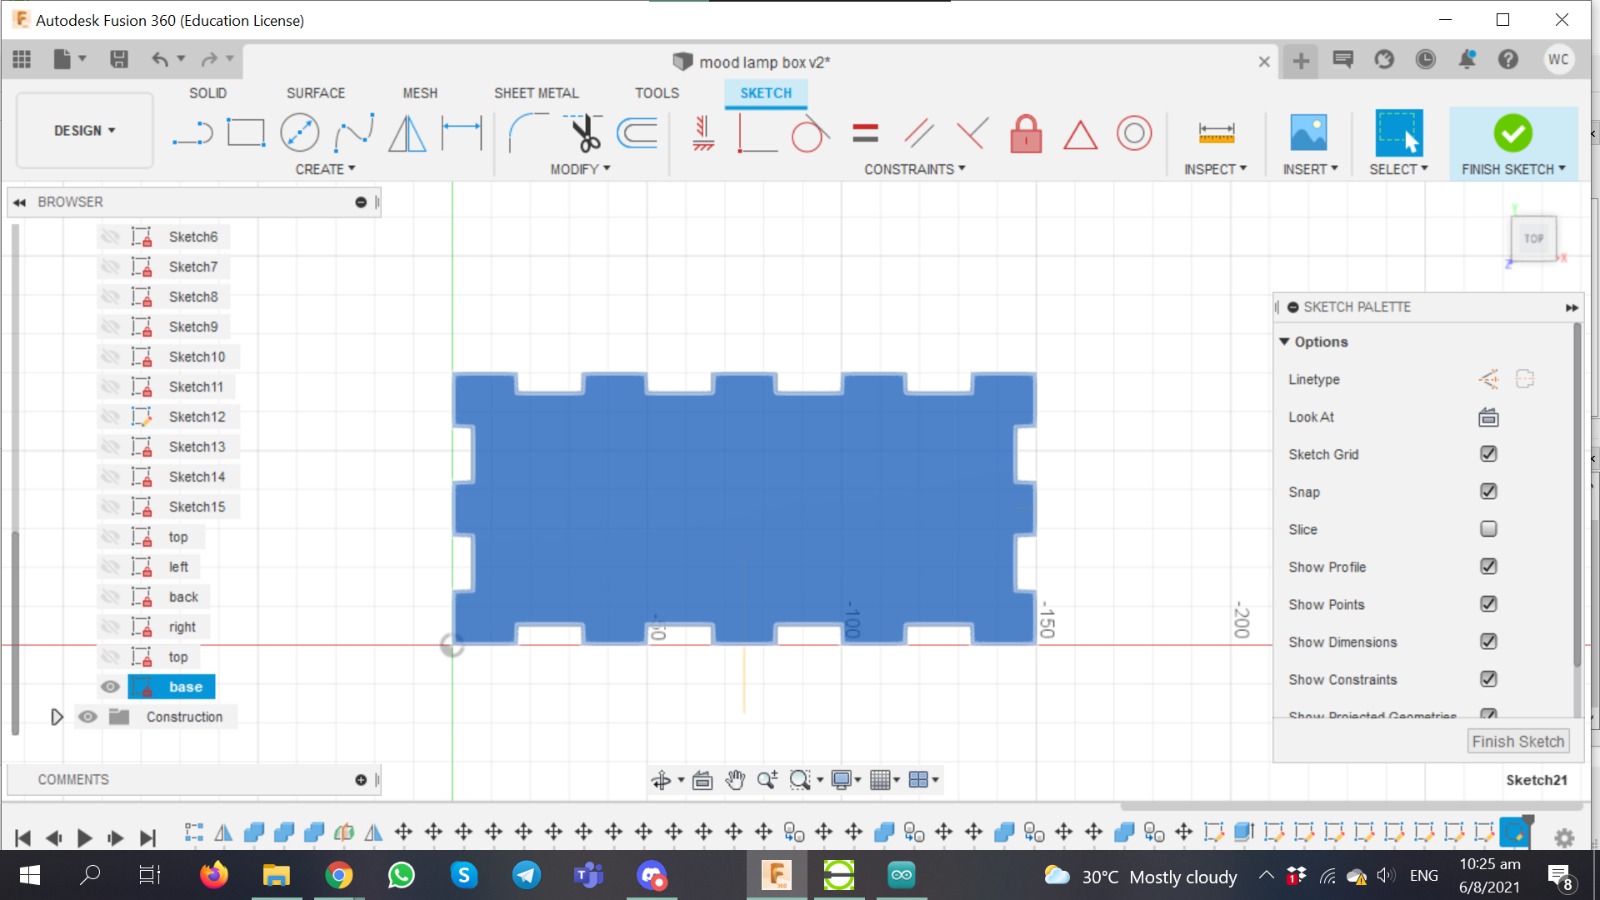 Autodesk Fusion 360 (Education License)
mood lamp box v2*
WC
DESIGN
SOLID
SURFACE
MESH
SHEET METAL
TOOLS
SKETCH
CREATE
MODIFY
CONSTRAINTS
INSPECT
INSERT
SELECT
FINISH SKETCH
BROWSER
Sketch6
Sketch7
Sketch8
Sketch9
Sketch10
Sketch11
Sketch12
Sketch13
Sketch14
Sketch15
top
left
back
right
top
base
Construction
-100
-150
-200
Y
TOP
X
Z
SKETCH PALETTE
Options
Linetype
Look At
Sketch Grid
Snap
Slice
Show Profile
Show Points
Show Dimensions
Show Constraints
Show Projected Geometries
Finish Sketch
COMMENTS
Sketch21
30°C Mostly cloudy
ENG
10:25 am
6/8/2021
8